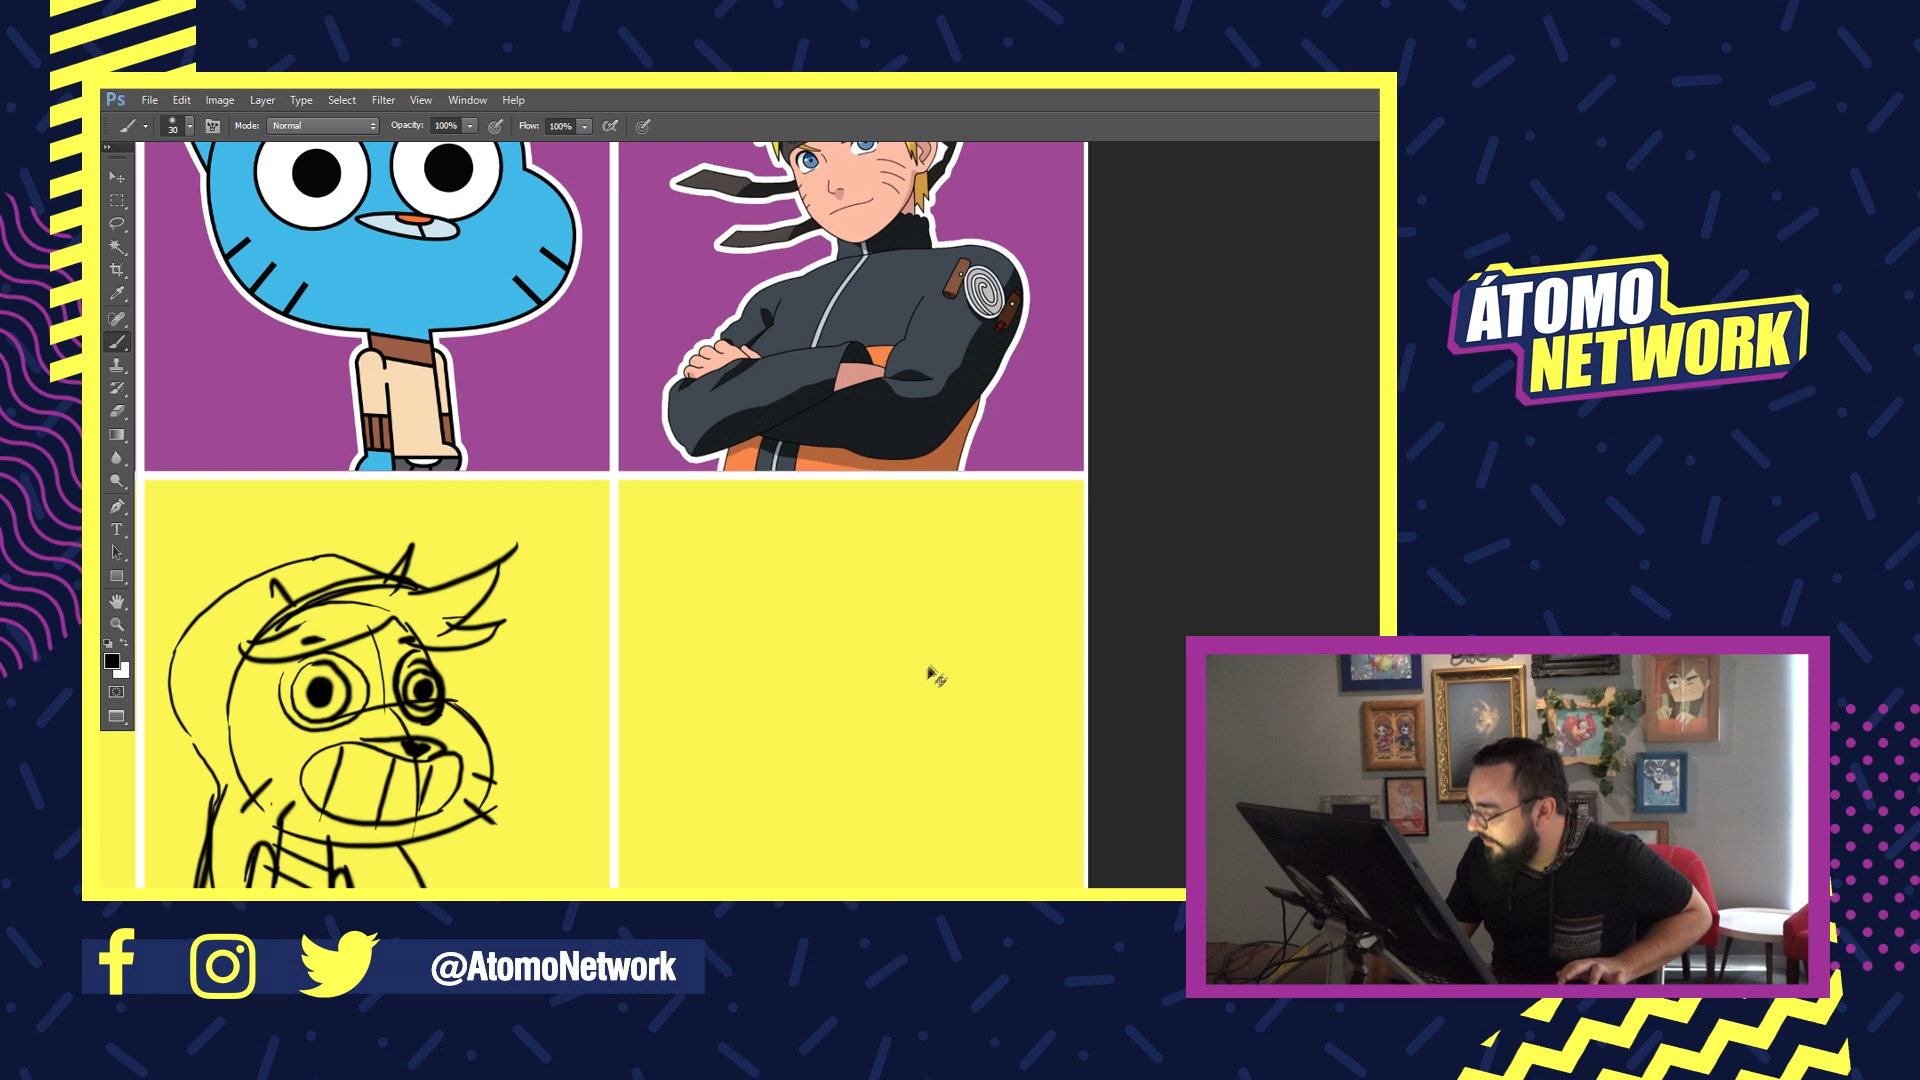 Ps File Edit Image Layer Type Select Filter View Window Help
30 Mode: Normal Opacity: 100% Flow: 100%
T
ÁTOMO
NETWORK
@AtomoNetwork